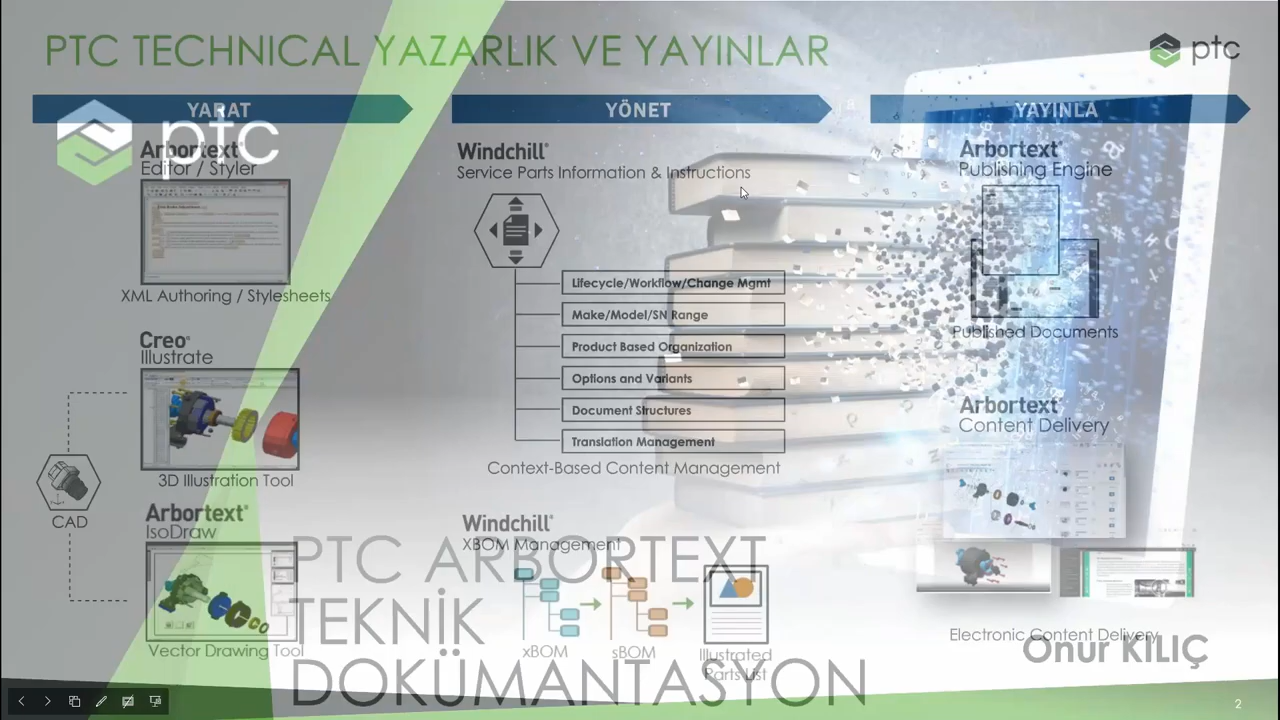 PTC TECHNICAL YAZARLIK VE YAYINLAR
ptc
YARAT
YÖNET
YAYINLA
ptc
Arbortext®
Editor / Styler
XML Authoring / Stylesheets
Creo®
Illustrate
3D Illustration Tool
CAD
Arbortext®
IsoDraw
Vector Drawing Tool
Windchill®
Service Parts Information & Instructions
Lifecycle/Workflow/Change Mgmt
Make/Model/SN Range
Product Based Organization
Options and Variants
Document Structures
Translation Management
Context-Based Content Management
Windchill®
XBOM Management
xBOM
sBOM
Illustrated
Parts List
Arbortext®
Publishing Engine
Published Documents
Arbortext®
Content Delivery
Electronic Content Delivery
PTC ARBORTEXT
TEKNİK
DOKÜMANTASYON
Onur KILIÇ
2